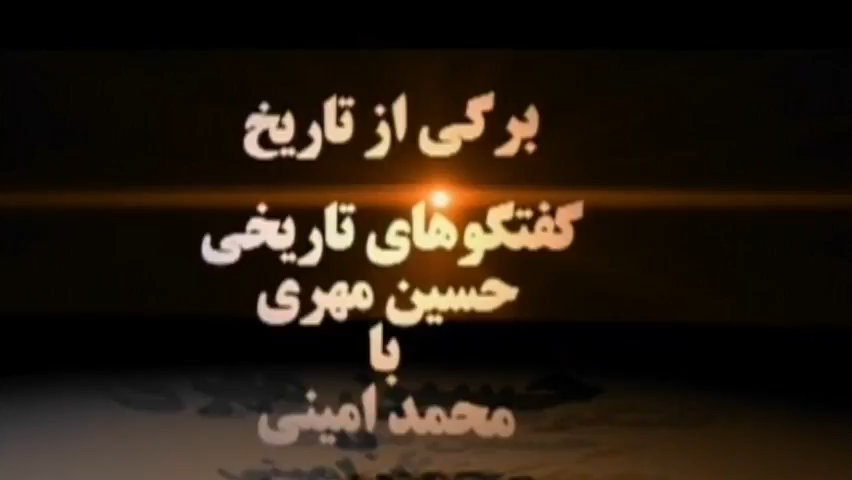 برگی از تاریخ
گفتگوهای تاریخی
حسین مهری
با
محمد امینی